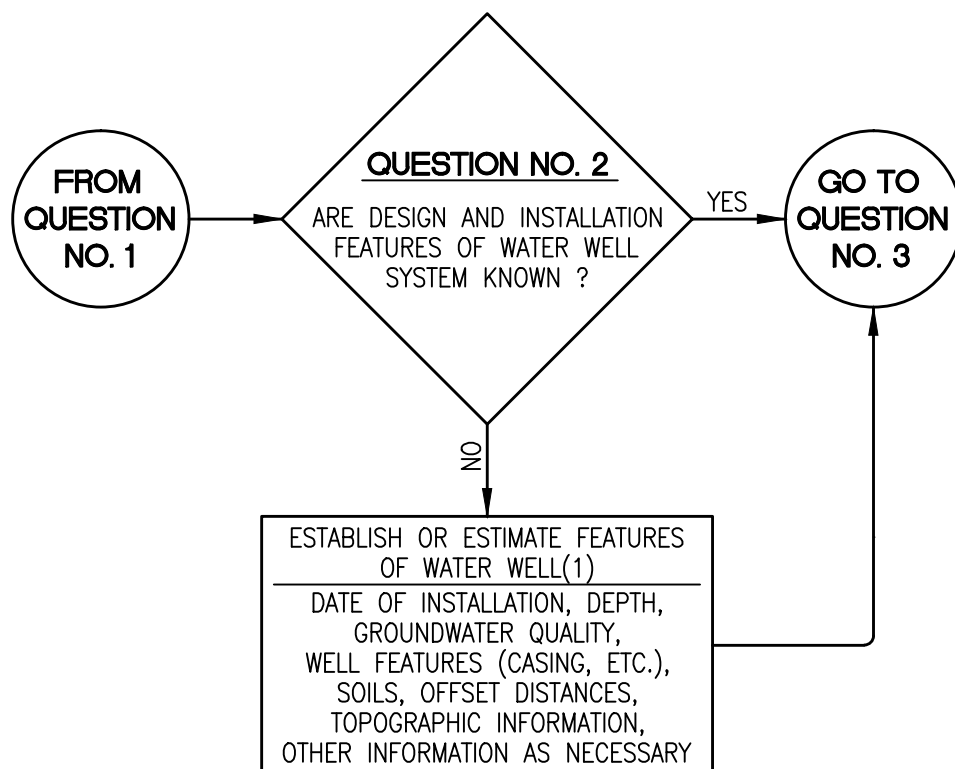 FROM
QUESTION
NO. 1
QUESTION NO. 2
ARE DESIGN AND INSTALLATION
FEATURES OF WATER WELL
SYSTEM KNOWN ?
YES
GO TO
QUESTION
NO. 3
NO
ESTABLISH OR ESTIMATE FEATURES
OF WATER WELL(1)
DATE OF INSTALLATION, DEPTH,
GROUNDWATER QUALITY,
WELL FEATURES (CASING, ETC.),
SOILS, OFFSET DISTANCES,
TOPOGRAPHIC INFORMATION,
OTHER INFORMATION AS NECESSARY